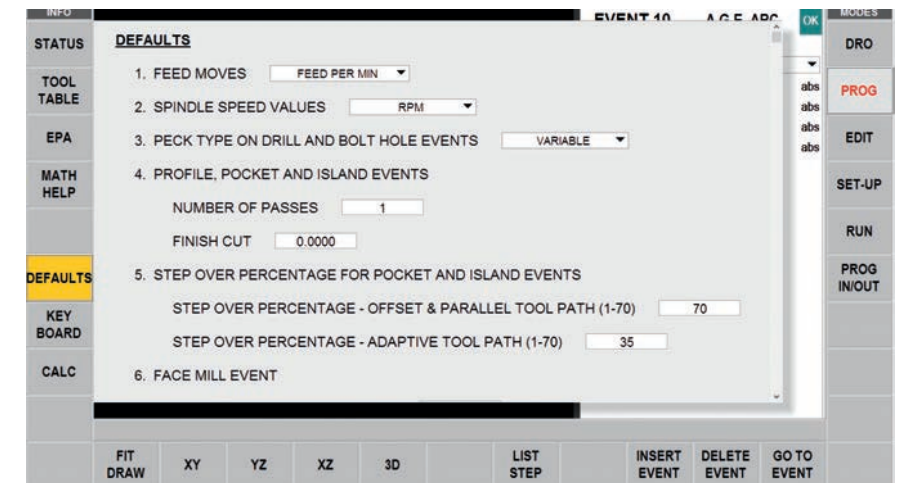 INFO
EVENT 10 A.G.E. ARC
OK
MODES
STATUS
TOOL
TABLE
EPA
MATH
HELP
DEFAULTS
KEY
BOARD
CALC
DEFAULTS
1. FEED MOVES FEED PER MIN
2. SPINDLE SPEED VALUES RPM
3. PECK TYPE ON DRILL AND BOLT HOLE EVENTS VARIABLE
4. PROFILE, POCKET AND ISLAND EVENTS
NUMBER OF PASSES 1
FINISH CUT 0.0000
5. STEP OVER PERCENTAGE FOR POCKET AND ISLAND EVENTS
STEP OVER PERCENTAGE - OFFSET & PARALLEL TOOL PATH (1-70) 70
STEP OVER PERCENTAGE - ADAPTIVE TOOL PATH (1-70) 35
6. FACE MILL EVENT
abs
abs
abs
abs
DRO
PROG
EDIT
SET-UP
RUN
PROG
IN/OUT
FIT
DRAW
XY
YZ
XZ
3D
LIST
STEP
INSERT
EVENT
DELETE
EVENT
GO TO
EVENT